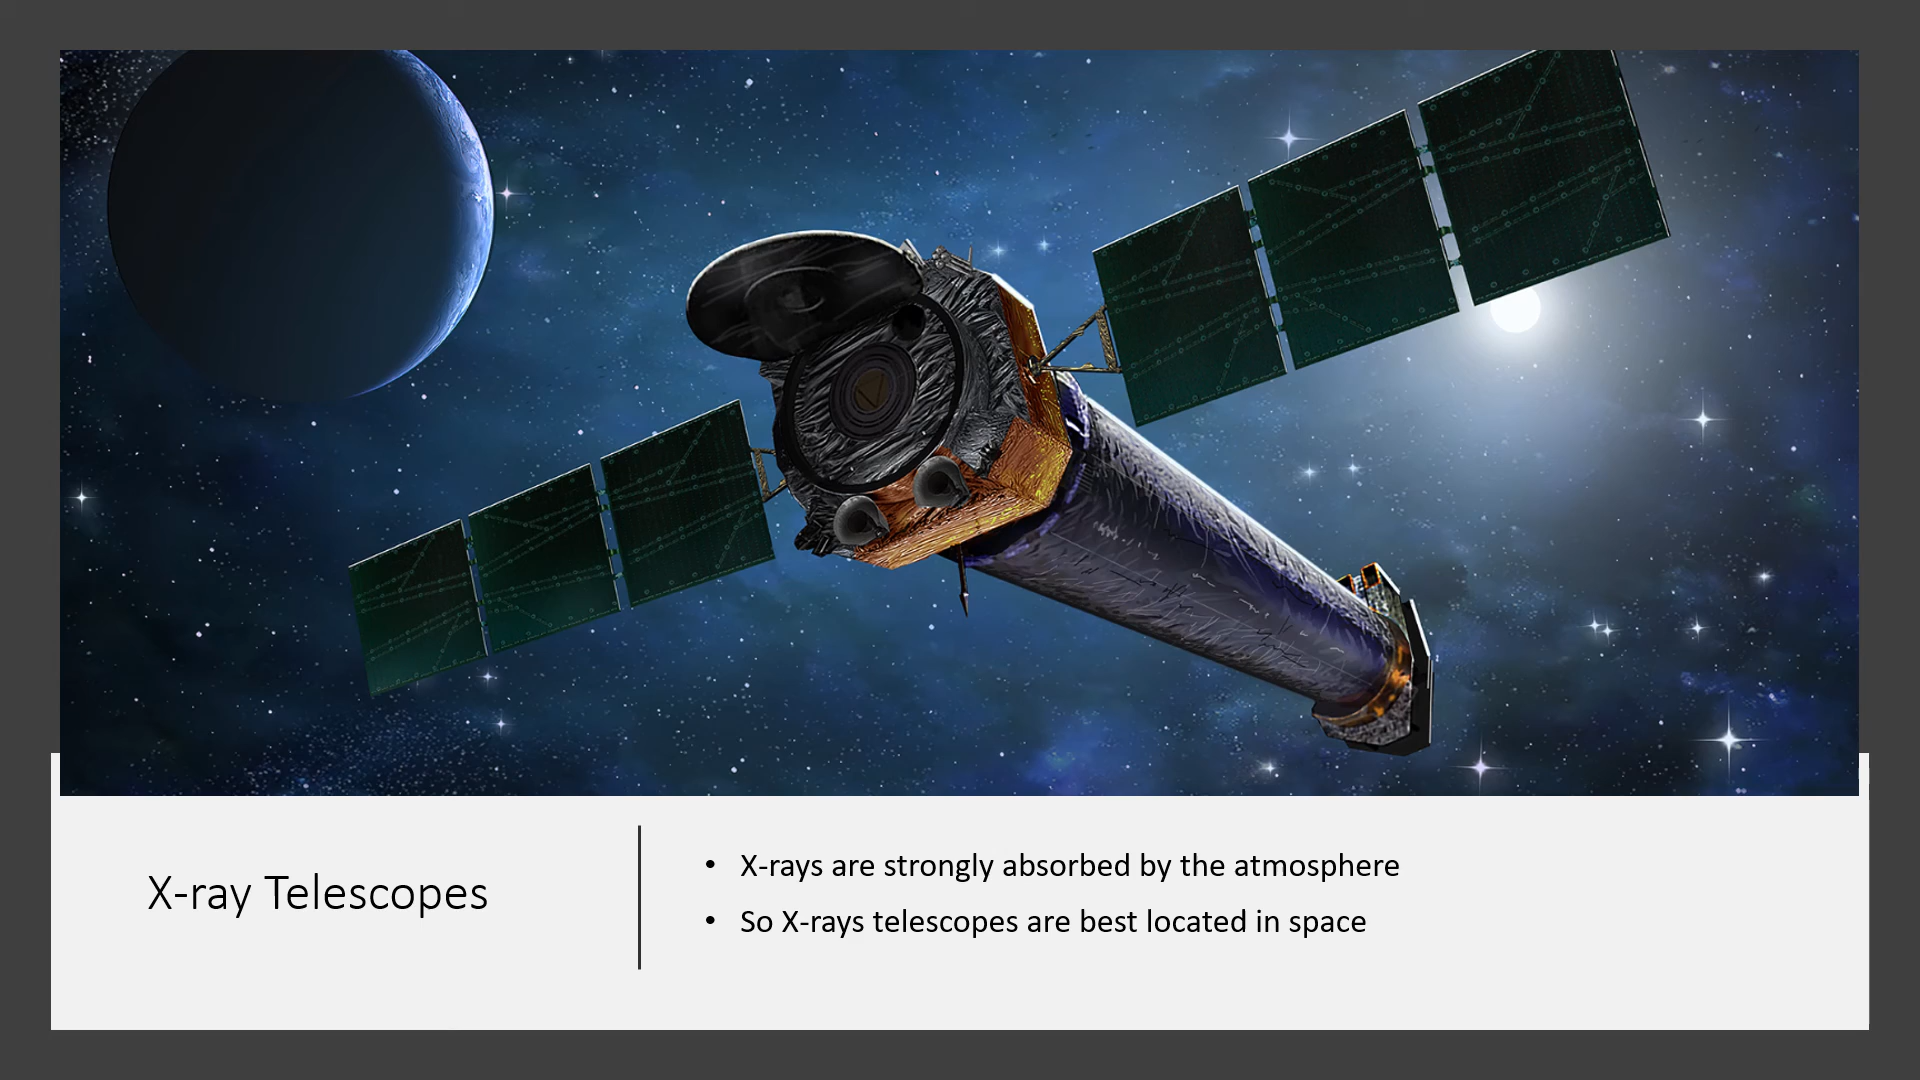 X-ray Telescopes
• X-rays are strongly absorbed by the atmosphere
• So X-rays telescopes are best located in space